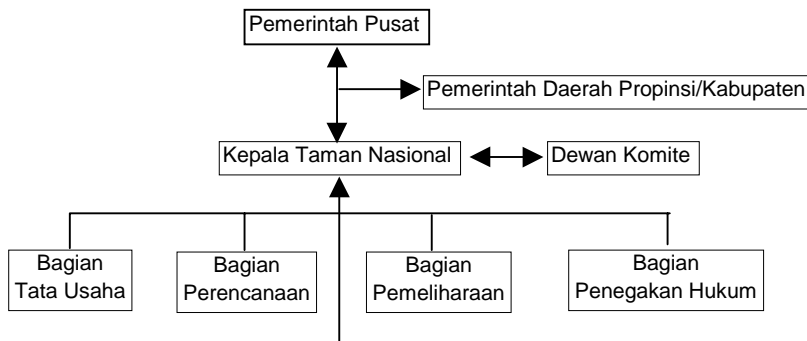 Pemerintah Pusat
Pemerintah Daerah Propinsi/Kabupaten
Kepala Taman Nasional
Dewan Komite
Bagian
Tata Usaha
Bagian
Perencanaan
Bagian
Pemeliharaan
Bagian
Penegakan Hukum